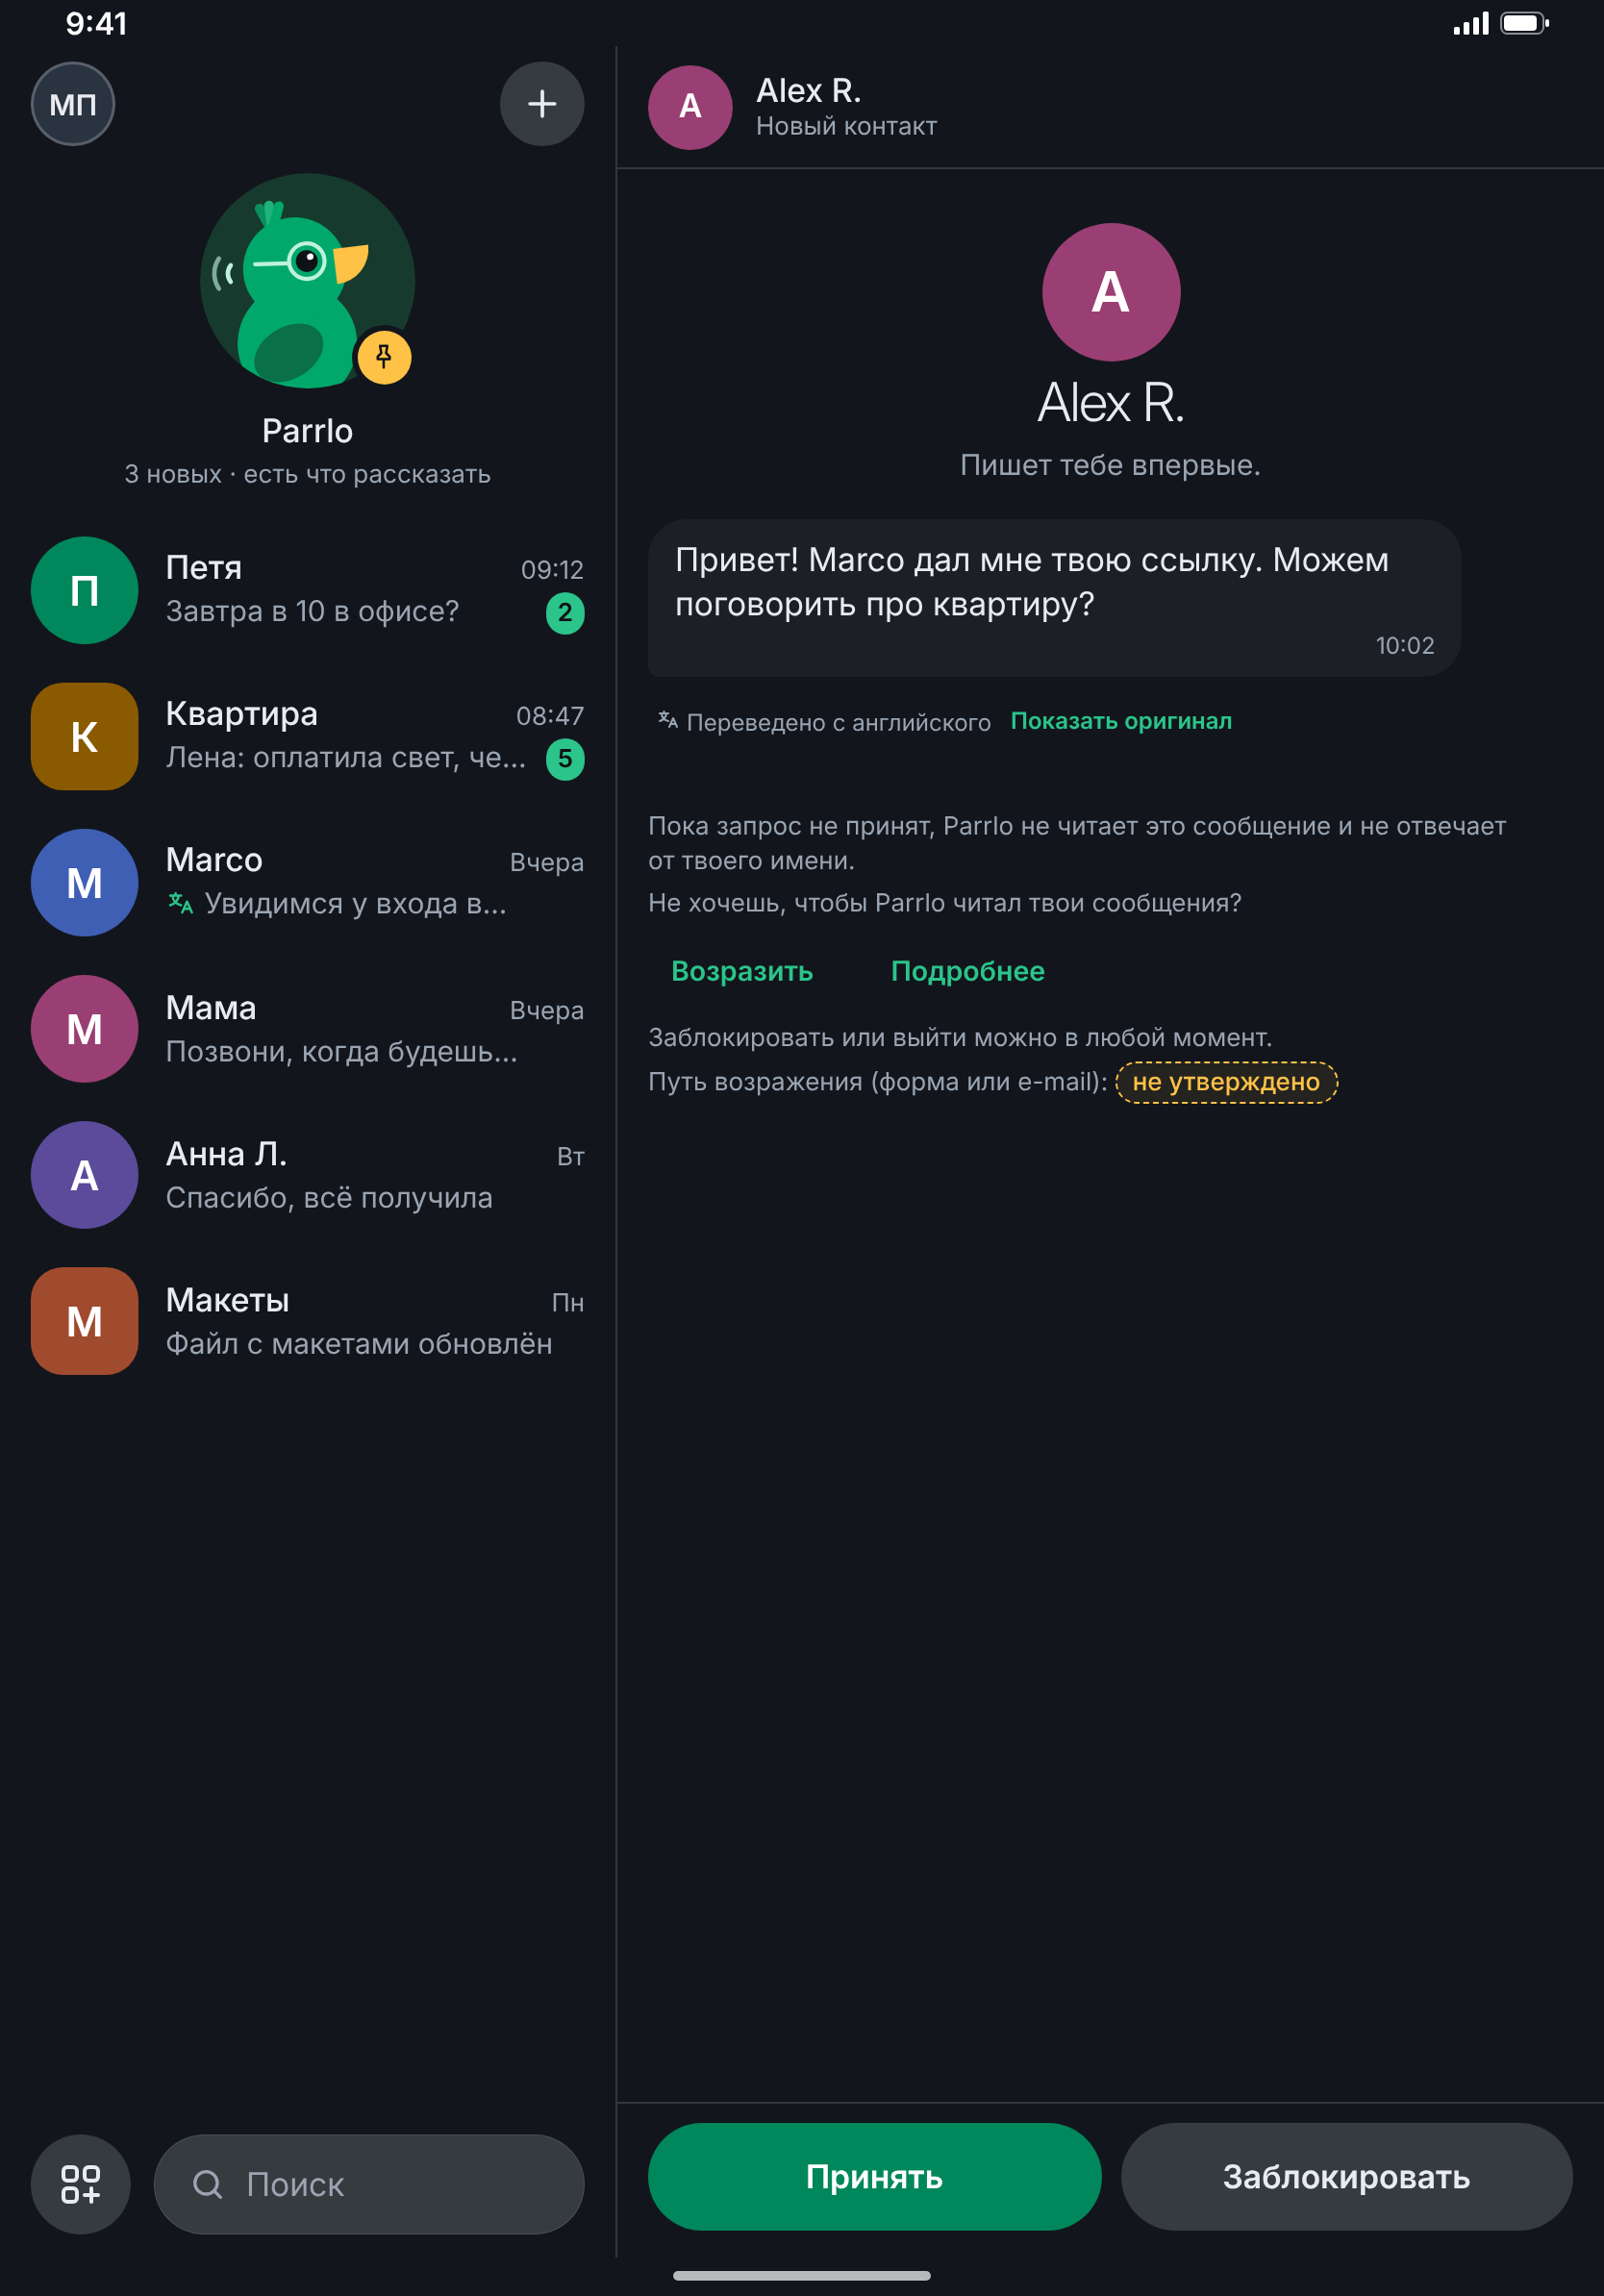 9:41
МП
Parrlo
3 новых · есть что рассказать
П
Петя
09:12
Завтра в 10 в офисе?
2
К
Квартира
08:47
Лена: оплатила свет, че...
5
M
Marco
Вчера
Увидимся у входа в...
М
Мама
Вчера
Позвони, когда будешь...
А
Анна Л.
Вт
Спасибо, всё получила
М
Макеты
Пн
Файл с макетами обновлён
Поиск
A
Alex R.
Новый контакт
A
Alex R.
Пишет тебе впервые.
Привет! Marco дал мне твою ссылку. Можем
поговорить про квартиру?
10:02
Переведено с английского Показать оригинал
Пока запрос не принят, Parrlo не читает это сообщение и не отвечает
от твоего имени.
Не хочешь, чтобы Parrlo читал твои сообщения?
Возразить Подробнее
Заблокировать или выйти можно в любой момент.
Путь возражения (форма или e-mail): не утверждено
Принять
Заблокировать